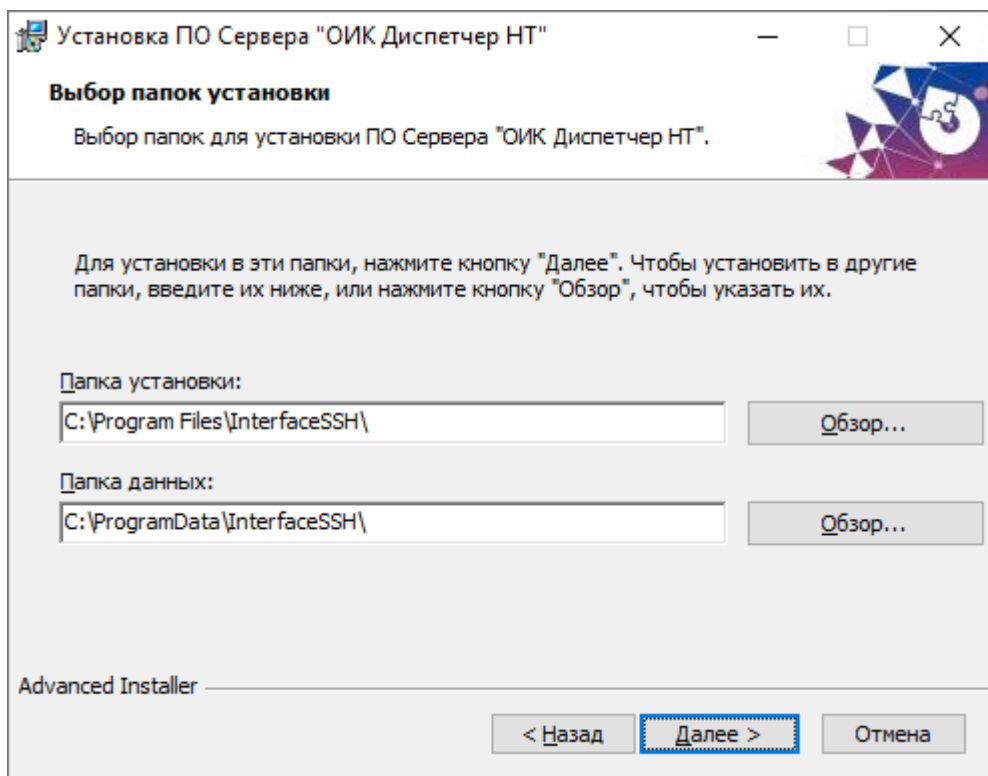 Установка ПО Сервера "ОИК Диспетчер НТ"
Выбор папок установки
Выбор папок для установки ПО Сервера "ОИК Диспетчер НТ".
Для установки в эти папки, нажмите кнопку "Далее". Чтобы установить в другие
папки, введите их ниже, или нажмите кнопку "Обзор", чтобы указать их.
Папка установки:
C:\Program Files\InterfaceSSH\
Обзор...
Папка данных:
C:\ProgramData\InterfaceSSH\
Обзор...
Advanced Installer
< Назад
Далее >
Отмена